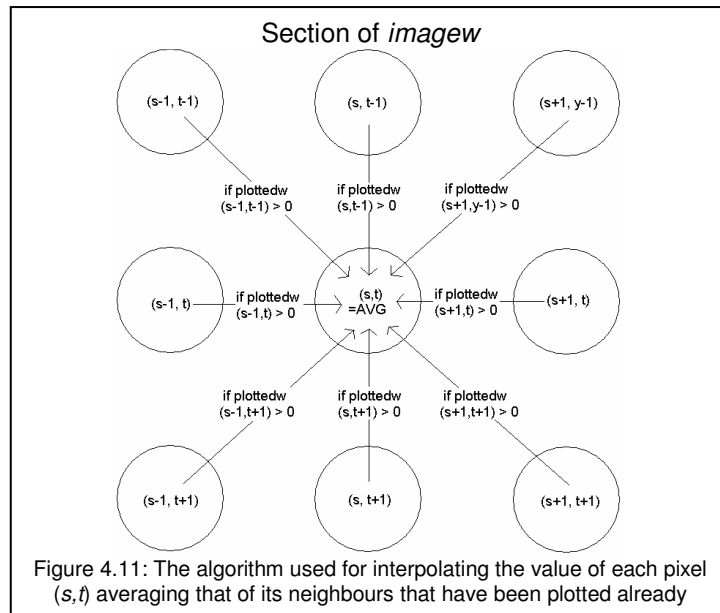 Section of imagew
(s-1, t-1)
(s, t-1)
(s+1, y-1)
if plottedw
(s-1,t-1) > 0
if plottedw
(s,t-1) > 0
if plottedw
(s+1,y-1) > 0
(s-1, t)
if plottedw
(s-1,t) > 0
(s,t)
=AVG
if plottedw
(s+1,t) > 0
(s+1, t)
if plottedw
(s-1,t+1) > 0
if plottedw
(s,t+1) > 0
if plottedw
(s+1,t+1) > 0
(s-1, t+1)
(s, t+1)
(s+1, t+1)
Figure 4.11: The algorithm used for interpolating the value of each pixel
(s,t) averaging that of its neighbours that have been plotted already